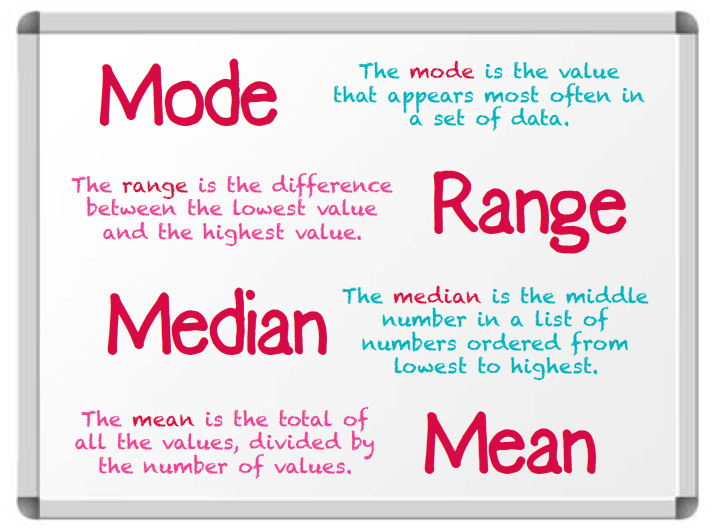 Mode
The mode is the value
that appears most often in
a set of data.
The range is the difference
between the lowest value
and the highest value.
Range
Median
The median is the middle
number in a list of
numbers ordered from
lowest to highest.
The mean is the total of
all the values, divided by
the number of values.
Mean